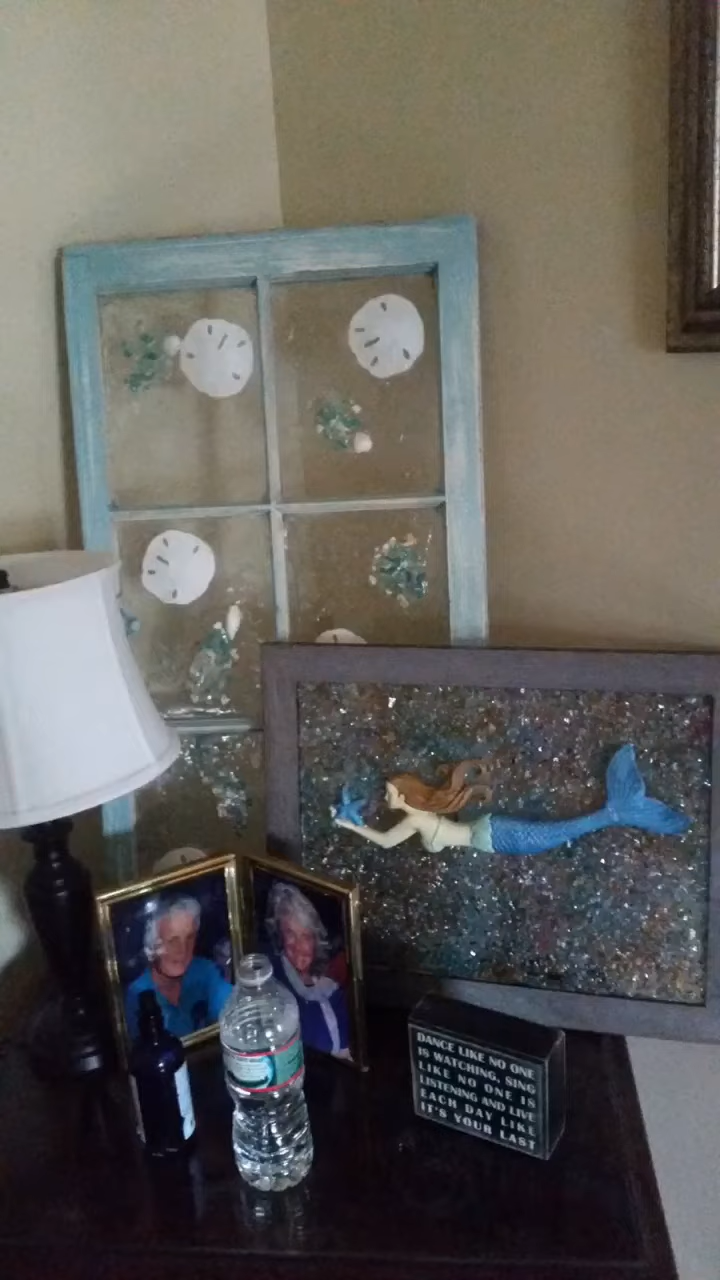 DANCE LIKE NO ONE
IS WATCHING, SING
LIKE NO ONE IS
LISTENING AND LIVE
EACH DAY LIKE
IT'S YOUR LAST